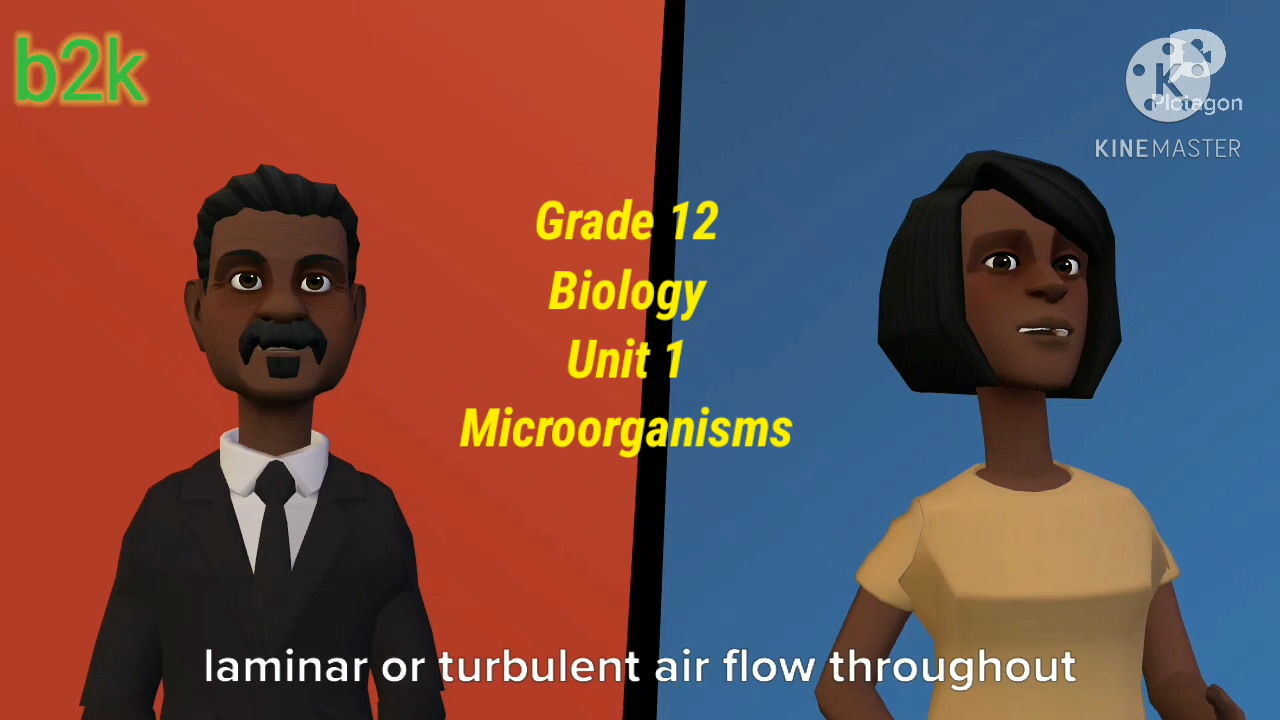 b2k
Plotagon
KINEMASTER
Grade 12
Biology
Unit 1
Microorganisms
laminar or turbulent air flow throughout